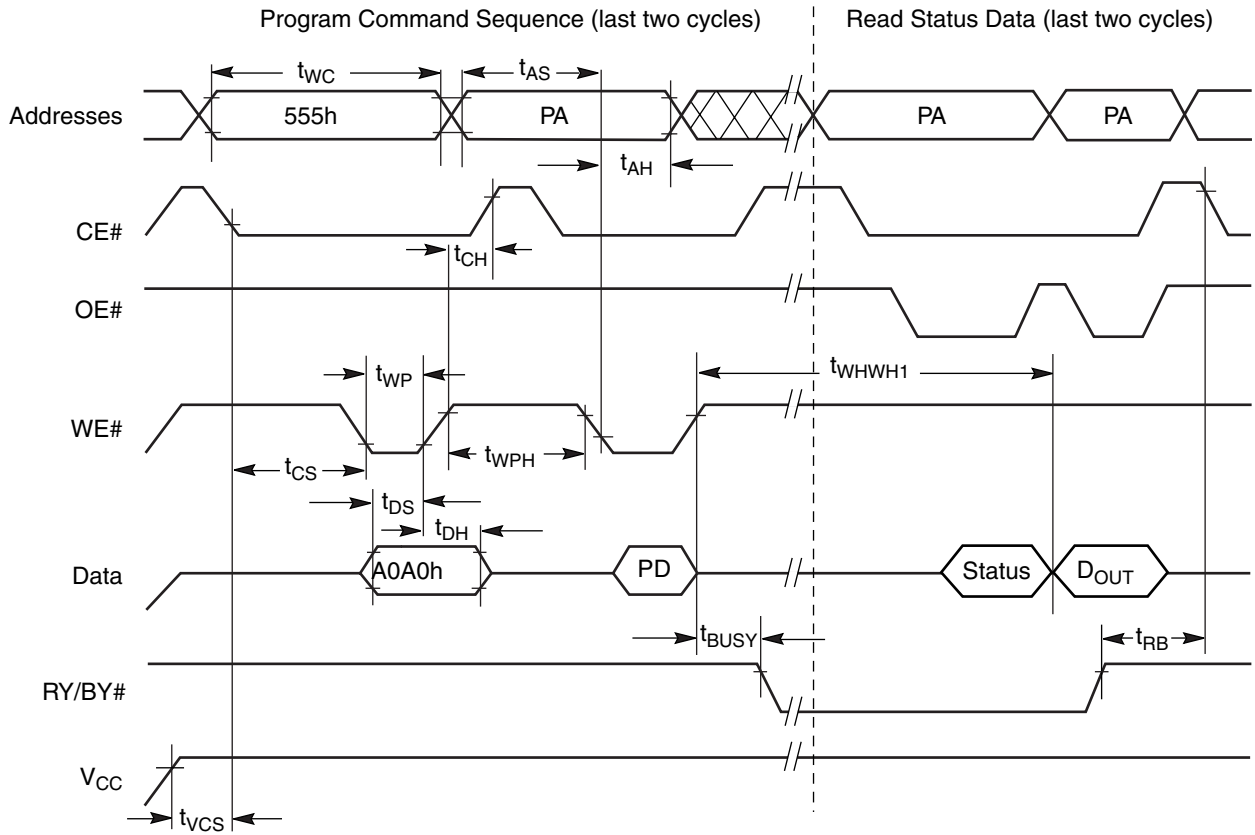 Program Command Sequence (last two cycles)
Read Status Data (last two cycles)
tWC
tAS
Addresses
555h
PA
PA
PA
tAH
CE#
tCH
OE#
tWHWH1
tWP
WE#
tCS
tWPH
tDS
tDH
Data
A0A0h
PD
Status
DOUT
tBUSY
tRB
RY/BY#
VCC
tVCS